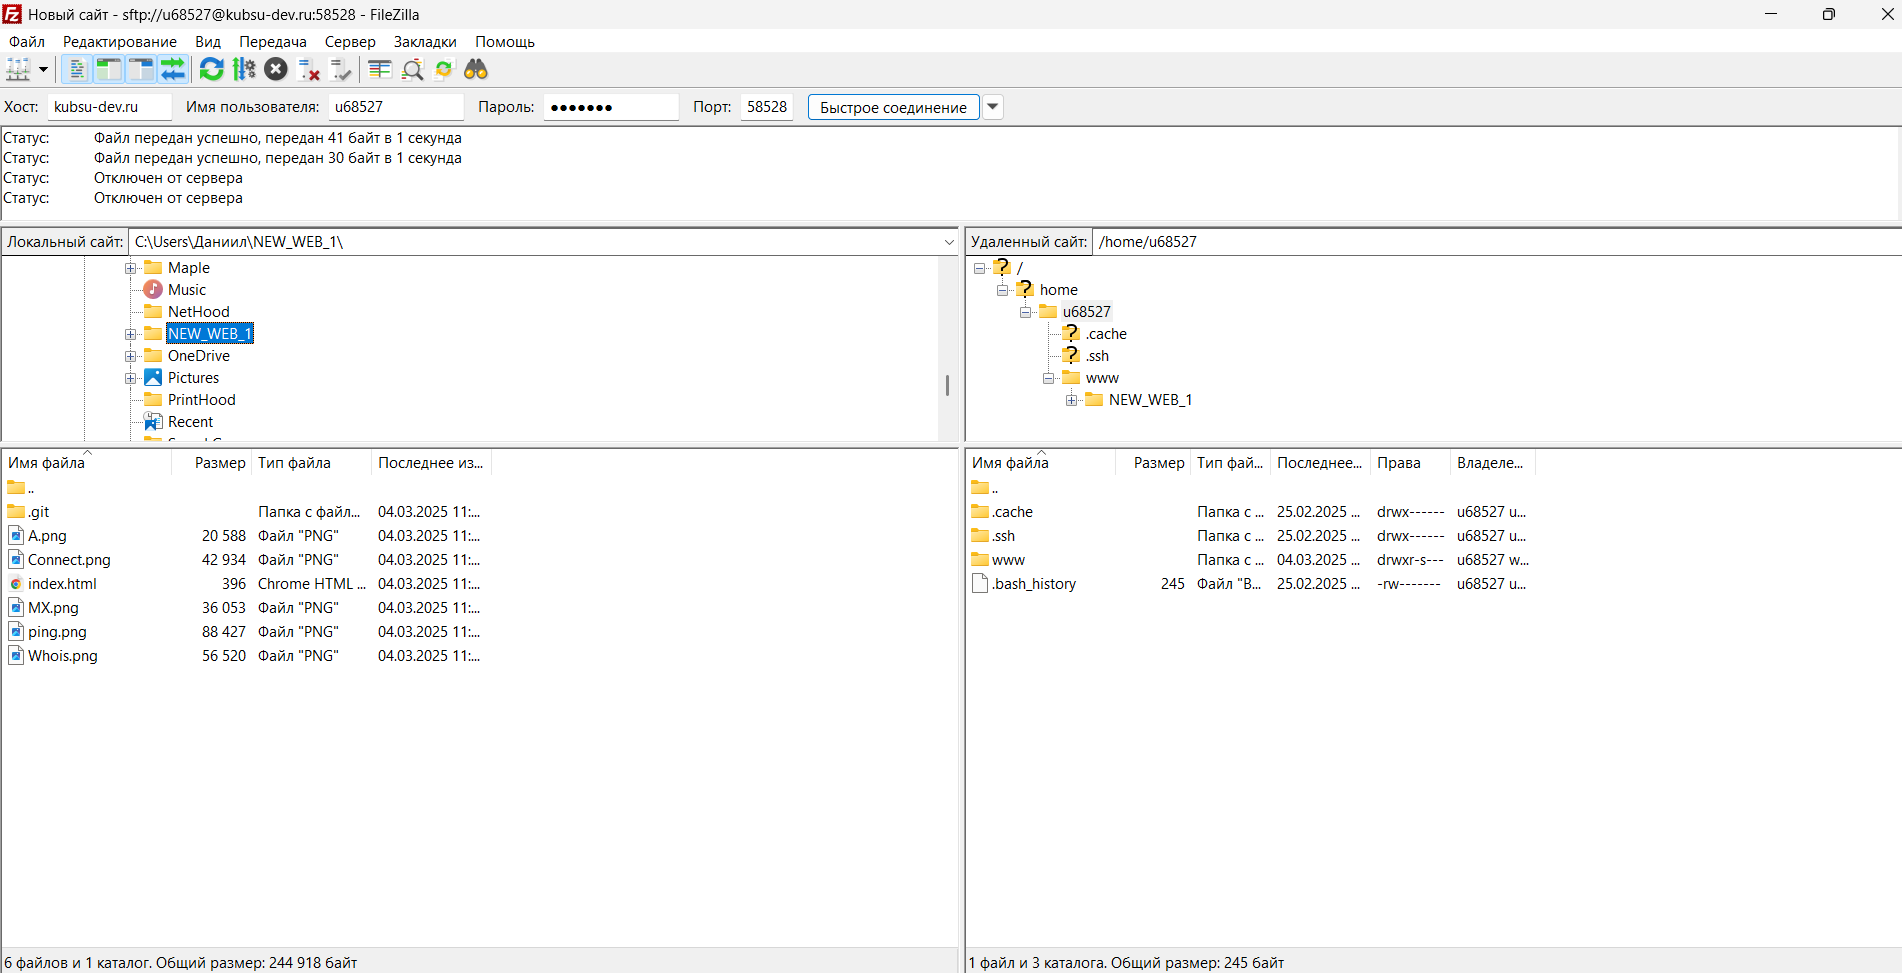 Новый сайт - sftp://u68527@kubsu-dev.ru:58528 - FileZilla
Файл Редактирование Вид Передача Сервер Закладки Помощь
Хост: kubsu-dev.ru Имя пользователя: u68527 Пароль: ●●●●●●● Порт: 58528 Быстрое соединение
Статус: Файл передан успешно, передан 41 байт в 1 секунда
Статус: Файл передан успешно, передан 30 байт в 1 секунда
Статус: Отключен от сервера
Статус: Отключен от сервера
Локальный сайт: C:\Users\Даниил\NEW_WEB_1\
Maple
Music
NetHood
NEW_WEB_1
OneDrive
Pictures
PrintHood
Recent
Удаленный сайт: /home/u68527
/
home
u68527
.cache
.ssh
www
NEW_WEB_1
Имя файла Размер Тип файла Последнее из...
..
.git Папка с файл... 04.03.2025 11:...
A.png 20 588 Файл "PNG" 04.03.2025 11:...
Connect.png 42 934 Файл "PNG" 04.03.2025 11:...
index.html 396 Chrome HTML ... 04.03.2025 11:...
MX.png 36 053 Файл "PNG" 04.03.2025 11:...
ping.png 88 427 Файл "PNG" 04.03.2025 11:...
Whois.png 56 520 Файл "PNG" 04.03.2025 11:...
6 файлов и 1 каталог. Общий размер: 244 918 байт
Имя файла Размер Тип фай... Последнее... Права Владеле...
..
.cache Папка с ... 25.02.2025 ... drwx------ u68527 u...
.ssh Папка с ... 25.02.2025 ... drwx------ u68527 u...
www Папка с ... 04.03.2025 ... drwxr-s--- u68527 w...
.bash_history 245 Файл "B... 25.02.2025 ... -rw------- u68527 u...
1 файл и 3 каталога. Общий размер: 245 байт